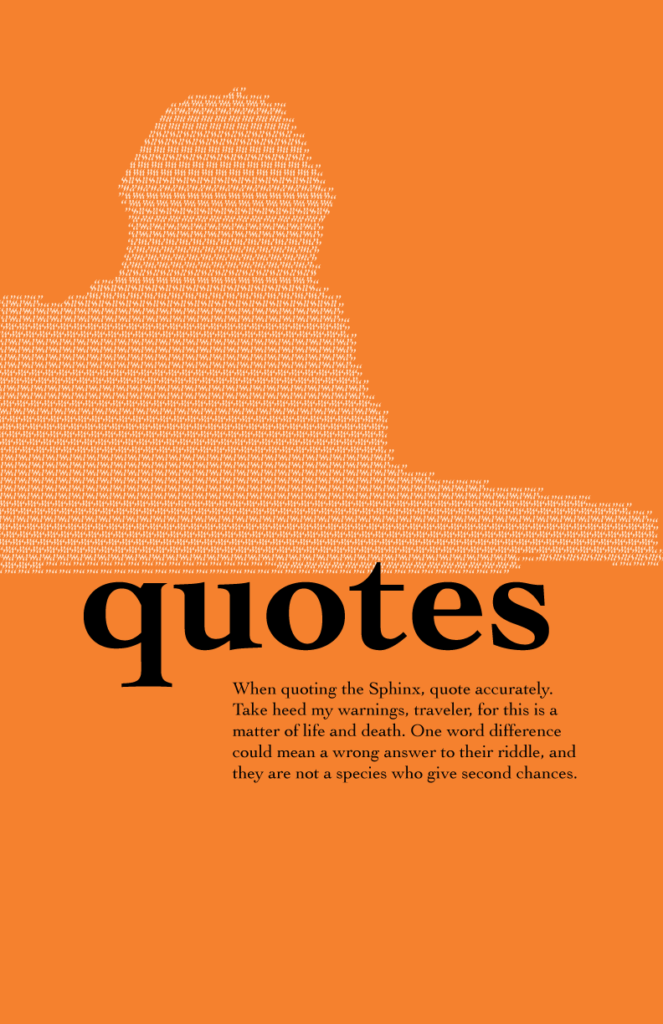 quotes
When quoting the Sphinx, quote accurately.
Take heed my warnings, traveler, for this is a
matter of life and death. One word difference
could mean a wrong answer to their riddle, and
they are not a species who give second chances.